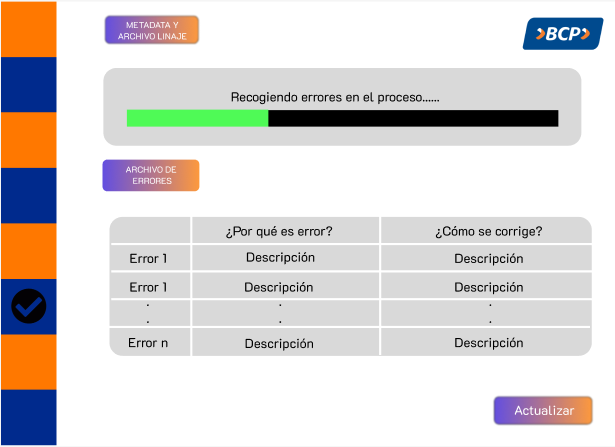 METADATA Y
ARCHIVO LINAJE
BCP
Recogiendo errores en el proceso......
ARCHIVO DE
ERRORES
¿Por qué es error? ¿Cómo se corrige?
Error 1 Descripción Descripción
Error 1 Descripción Descripción
. . .
. . .
Error n Descripción Descripción
Actualizar